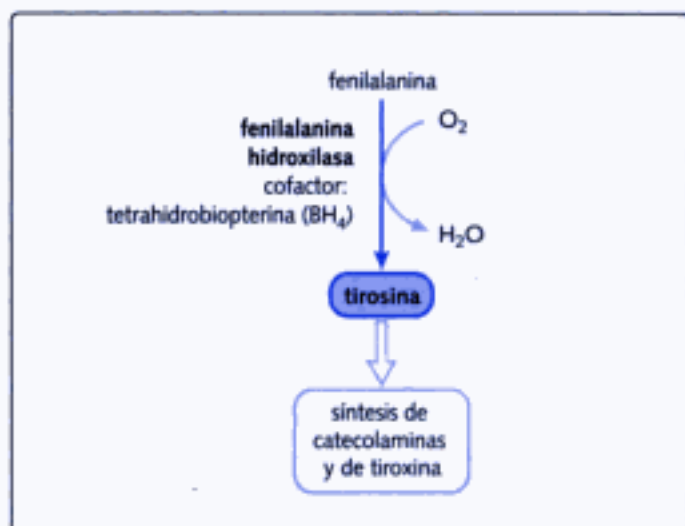 fenilalanina
fenilalanina
hidroxilasa
cofactor:
tetrahidrobiopterina (BH₄)
O₂
H₂O
tirosina
síntesis de
catecolaminas
y de tiroxina